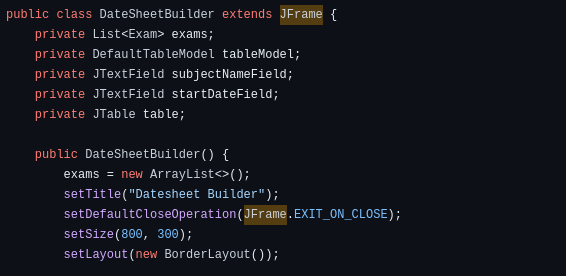 public class DateSheetBuilder extends JFrame {
    private List<Exam> exams;
    private DefaultTableModel tableModel;
    private JTextField subjectNameField;
    private JTextField startDateField;
    private JTable table;

    public DateSheetBuilder() {
        exams = new ArrayList<>();
        setTitle("Datesheet Builder");
        setDefaultCloseOperation(JFrame.EXIT_ON_CLOSE);
        setSize(800, 300);
        setLayout(new BorderLayout());